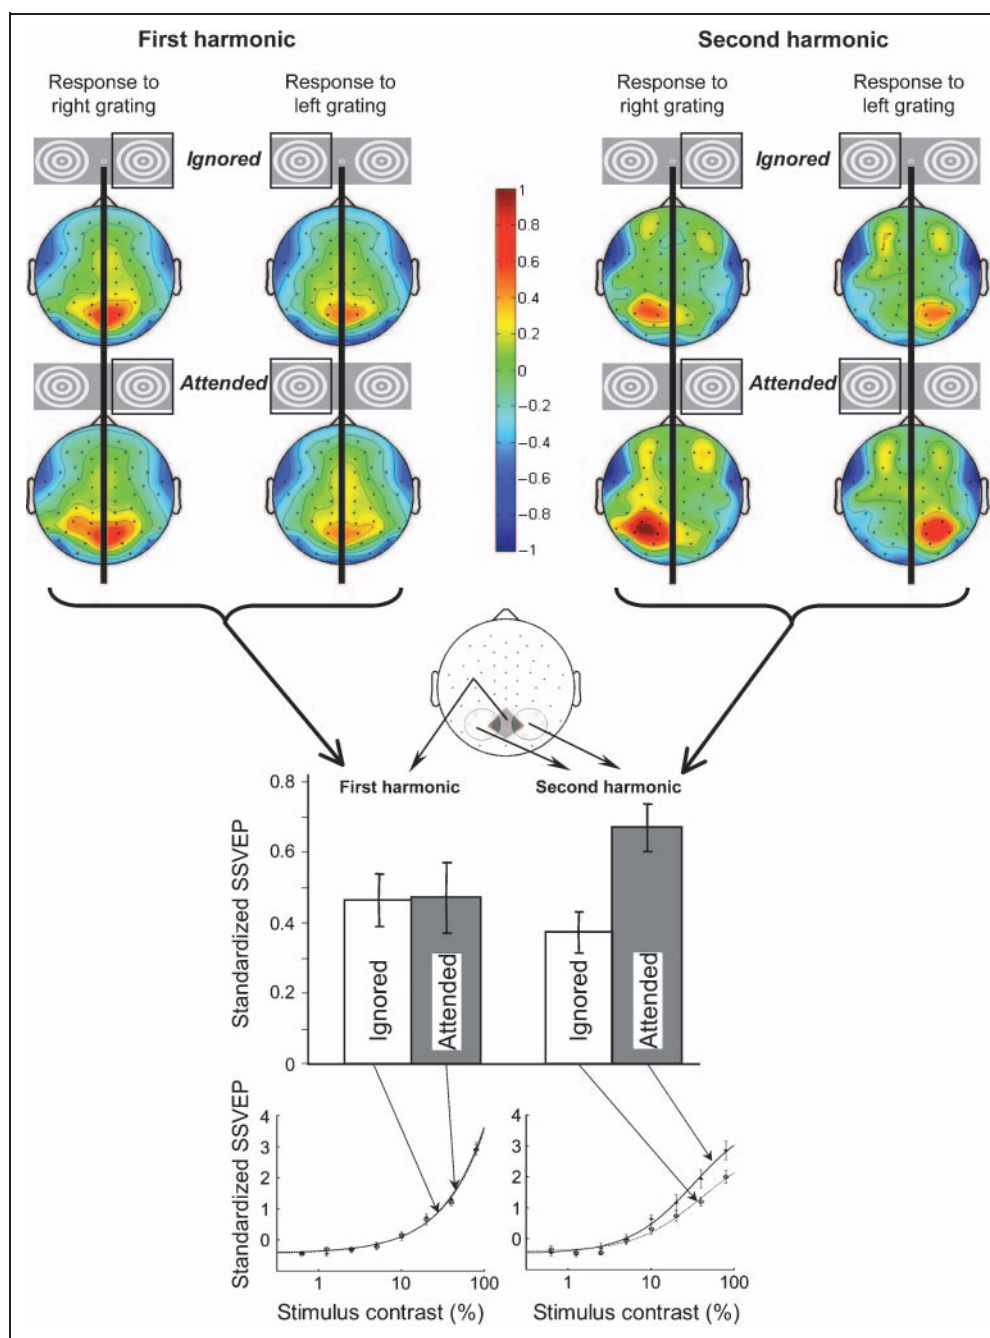 First harmonic
Second harmonic
Response to
right grating
Response to
left grating
Response to
right grating
Response to
left grating
Ignored
Ignored
1
0.8
0.6
0.4
0.2
0
-0.2
-0.4
-0.6
-0.8
-1
Attended
Attended
Standardized SSVEP
0.8
0.6
0.4
0.2
0
First harmonic
Second harmonic
Ignored
Attended
Ignored
Attended
Standardized SSVEP
4
3
2
1
0
1
10
100
Stimulus contrast (%)
4
3
2
1
0
1
10
100
Stimulus contrast (%)